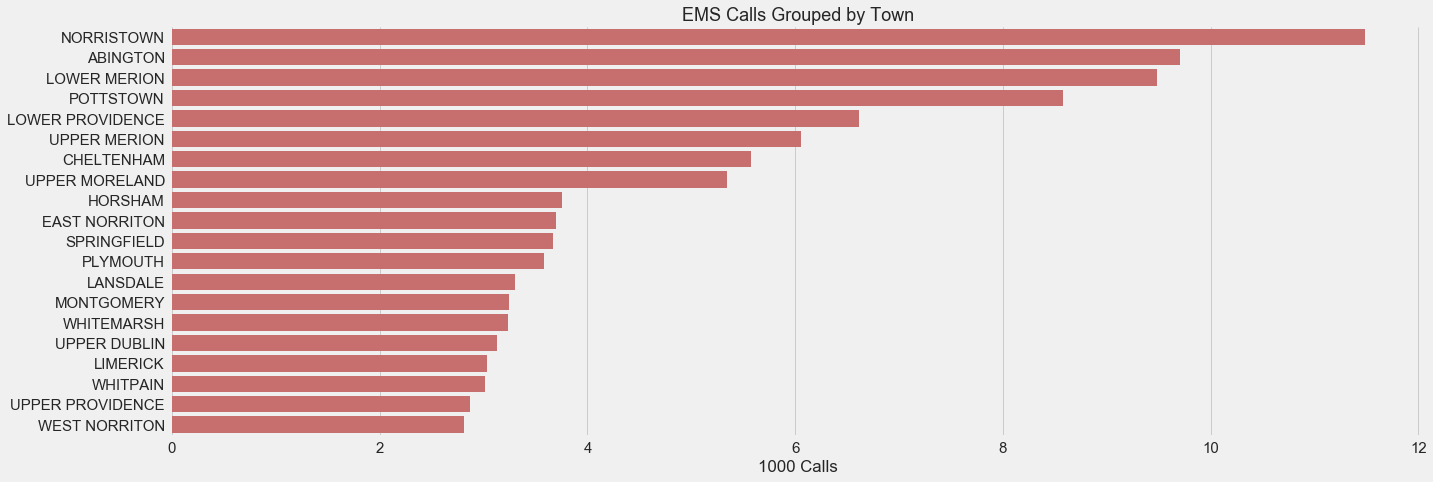 EMS Calls Grouped by Town
NORRISTOWN
ABINGTON
LOWER MERION
POTTSTOWN
LOWER PROVIDENCE
UPPER MERION
CHELTENHAM
UPPER MORELAND
HORSHAM
EAST NORRITON
SPRINGFIELD
PLYMOUTH
LANSDALE
MONTGOMERY
WHITEMARSH
UPPER DUBLIN
LIMERICK
WHITPAIN
UPPER PROVIDENCE
WEST NORRITON
0 2 4 6 8 10 12
1000 Calls